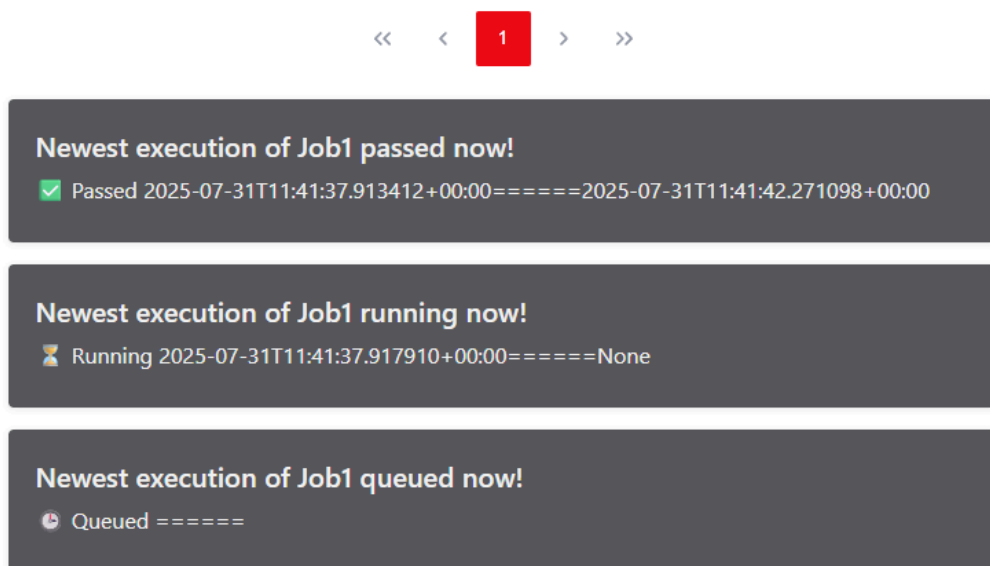 « ‹ 1 › »
Newest execution of Job1 passed now!
✅ Passed 2025-07-31T11:41:37.913412+00:00======2025-07-31T11:41:42.271098+00:00
Newest execution of Job1 running now!
⏳ Running 2025-07-31T11:41:37.917910+00:00======None
Newest execution of Job1 queued now!
🕒 Queued ======